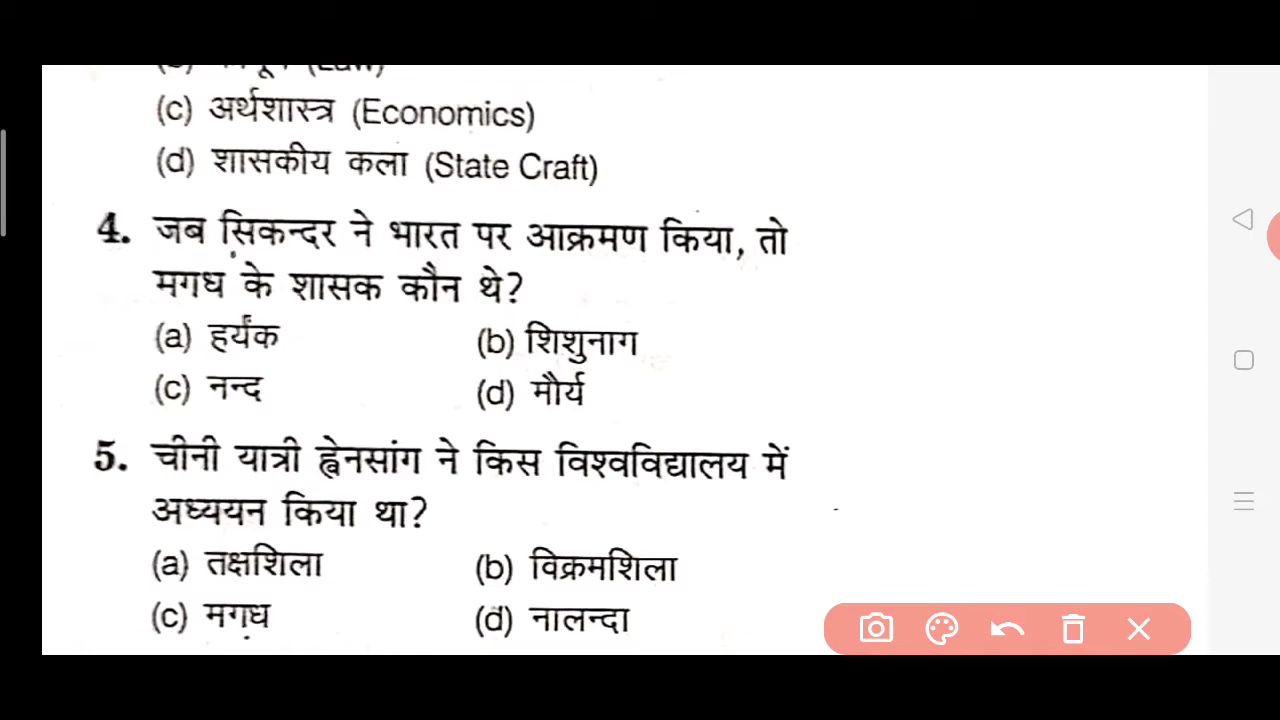 (c) अर्थशास्त्र (Economics)
(d) शासकीय कला (State Craft)
4. जब सिकन्दर ने भारत पर आक्रमण किया, तो
मगध के शासक कौन थे?
(a) हर्यंक (b) शिशुनाग
(c) नन्द (d) मौर्य
5. चीनी यात्री ह्वेनसांग ने किस विश्वविद्यालय में
अध्ययन किया था?
(a) तक्षशिला (b) विक्रमशिला
(c) मगध (d) नालन्दा